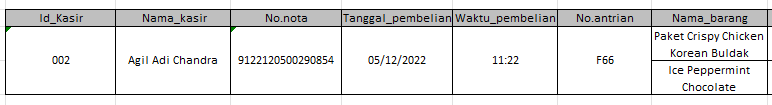 Id_Kasir Nama_kasir No.nota Tanggal_pembelian Waktu_pembelian No.antrian Nama_barang
002 Agil Adi Chandra 9122120500290854 05/12/2022 11:22 F66 Paket Crispy Chicken
Korean Buldak
Ice Peppermint
Chocolate